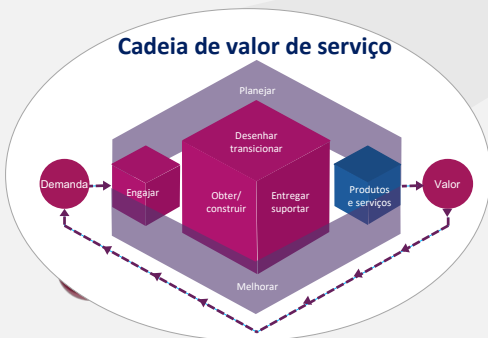 Cadeia de valor de serviço
Planejar
Desenhar
transicionar
Demanda
Engajar
Obter/
construir
Entregar
suportar
Produtos
e serviços
Valor
Melhorar